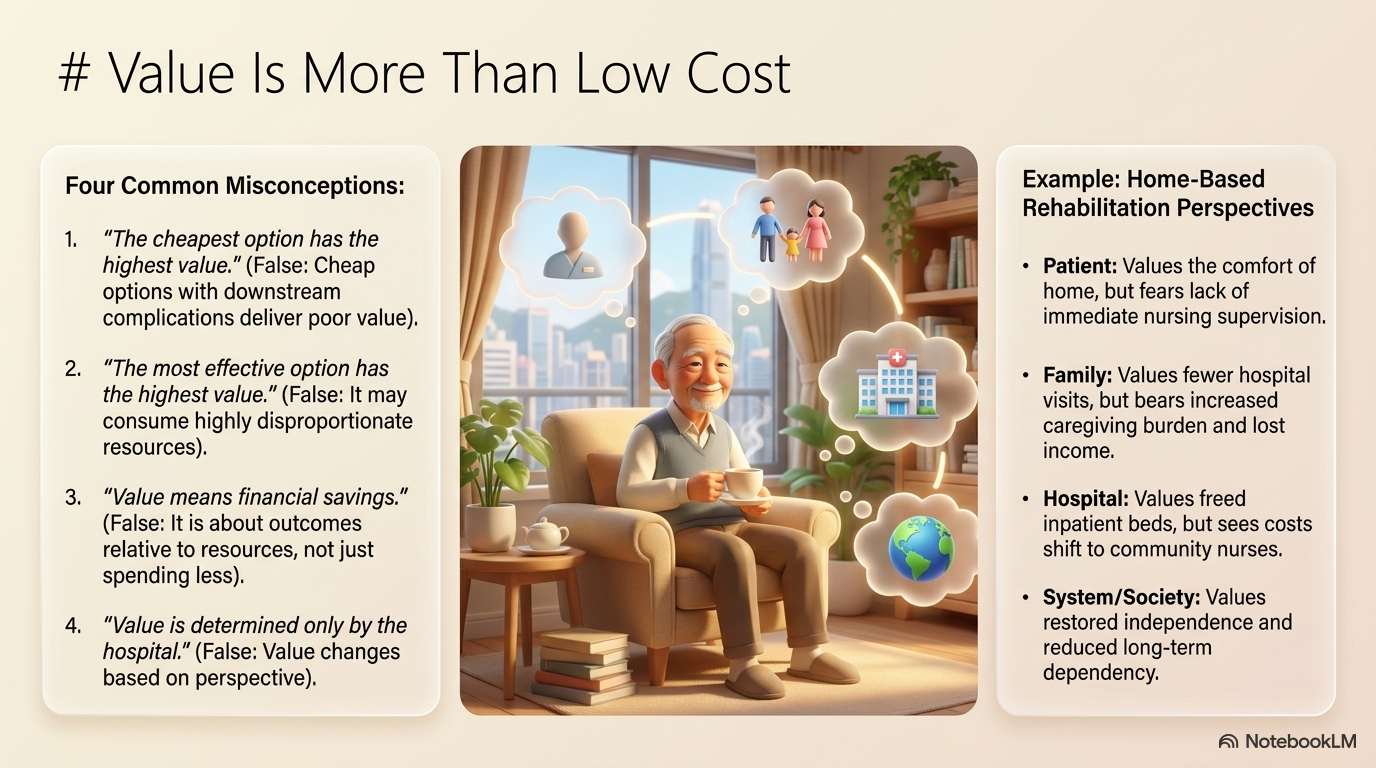 # Value Is More Than Low Cost
Four Common Misconceptions:
1. “The cheapest option has the
highest value.” (False: Cheap
options with downstream
complications deliver poor value).
2. “The most effective option has
the highest value.” (False: It may
consume highly disproportionate
resources).
3. “Value means financial savings.”
(False: It is about outcomes
relative to resources, not just
spending less).
4. “Value is determined only by the
hospital.” (False: Value changes
based on perspective).
Example: Home-Based
Rehabilitation Perspectives
• Patient: Values the comfort of
home, but fears lack of
immediate nursing supervision.
• Family: Values fewer hospital
visits, but bears increased
caregiving burden and lost
income.
• Hospital: Values freed
inpatient beds, but sees costs
shift to community nurses.
• System/Society: Values
restored independence and
reduced long-term
dependency.
NotebookLM